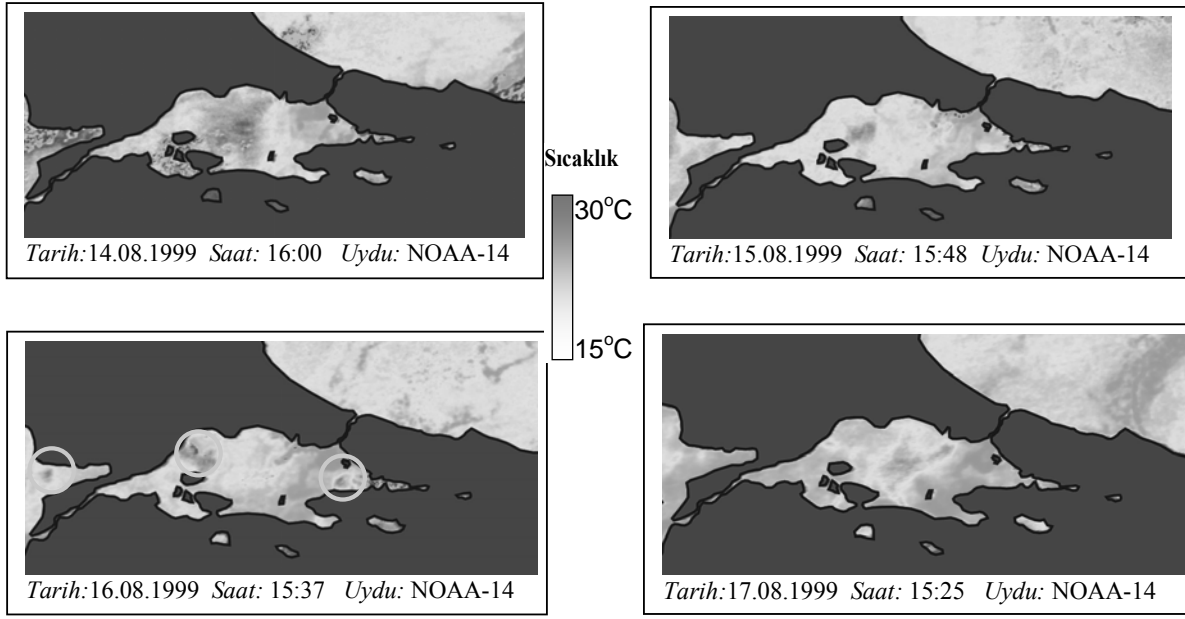 Tarih:14.08.1999 Saat: 16:00 Uydu: NOAA-14
Sıcaklık
30°C
15°C
Tarih:15.08.1999 Saat: 15:48 Uydu: NOAA-14
Tarih:16.08.1999 Saat: 15:37 Uydu: NOAA-14
Tarih:17.08.1999 Saat: 15:25 Uydu: NOAA-14